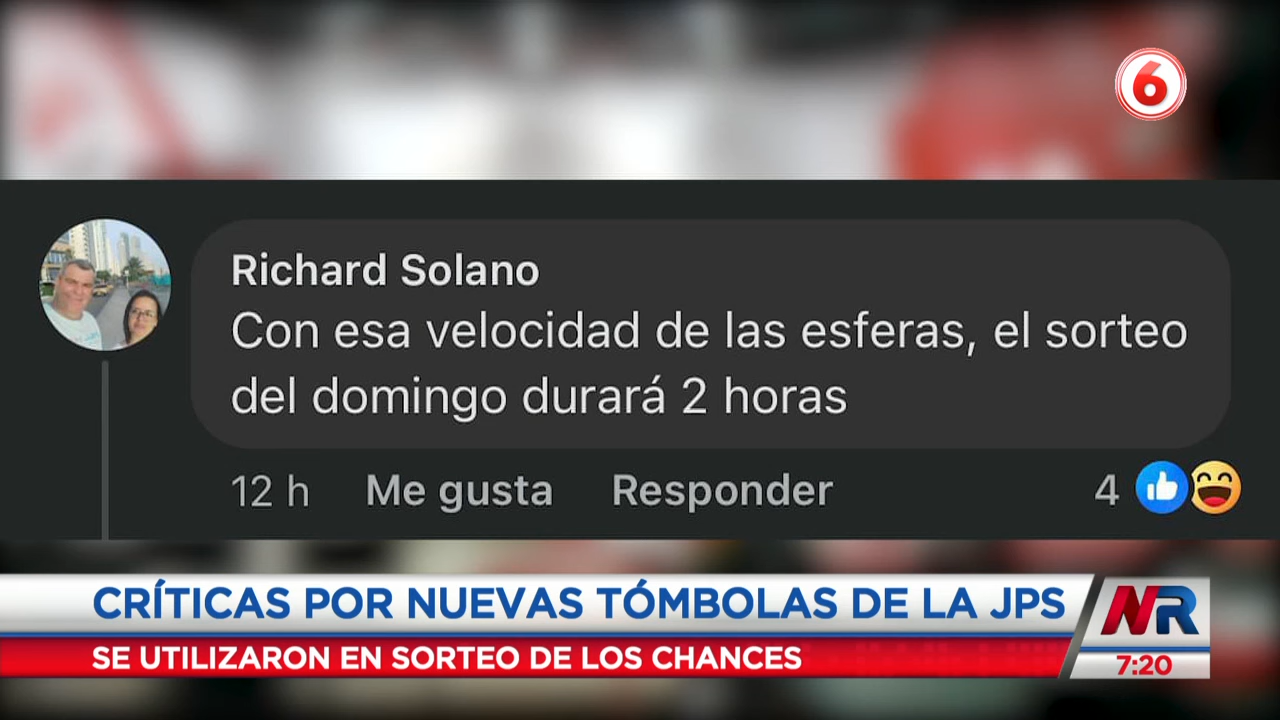 6
Richard Solano
Con esa velocidad de las esferas, el sorteo
del domingo durará 2 horas
12 h Me gusta Responder 4
CRÍTICAS POR NUEVAS TÓMBOLAS DE LA JPS
NR
SE UTILIZARON EN SORTEO DE LOS CHANCES
7:20